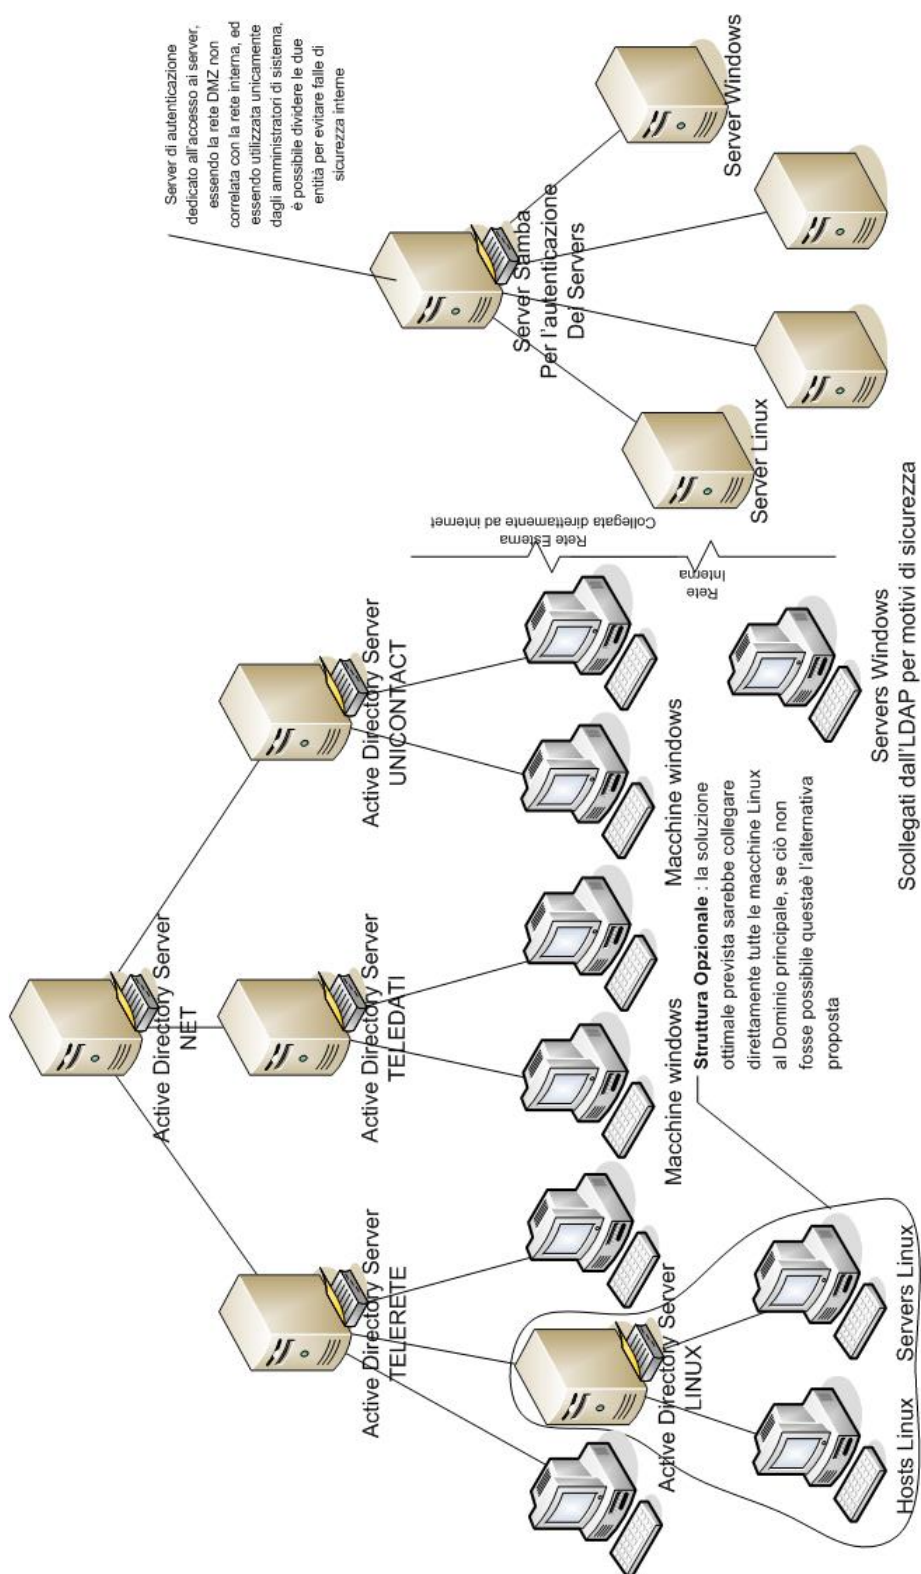 Active Directory Server
NET
Active Directory Server
TELERETE
Active Directory Server
TELEDATI
Active Directory Server
UNICONTACT
Active Directory Server
LINUX
Hosts Linux
Servers Linux
Macchine windows
Macchine windows
Struttura Opzionale : la soluzione
ottimale prevista sarebbe collegare
direttamente tutte le macchine Linux
al Dominio principale, se ciò non
fosse possibile questaè l'alternativa
proposta
Servers Windows
Scollegati dall'LDAP per motivi di sicurezza
Rete
Interna
Rete Esterna
Collegata direttamente ad internet
Server di autenticazione
dedicato all'accesso ai server,
essendo la rete DMZ non
correlata con la rete interna, ed
essendo utilizzata unicamente
dagli amministratori di sistema,
è possibile dividere le due
entità per evitare falle di
sicurezza interne
Server Samba
Per l'autenticazione
Dei Servers
Server Linux
Server Windows